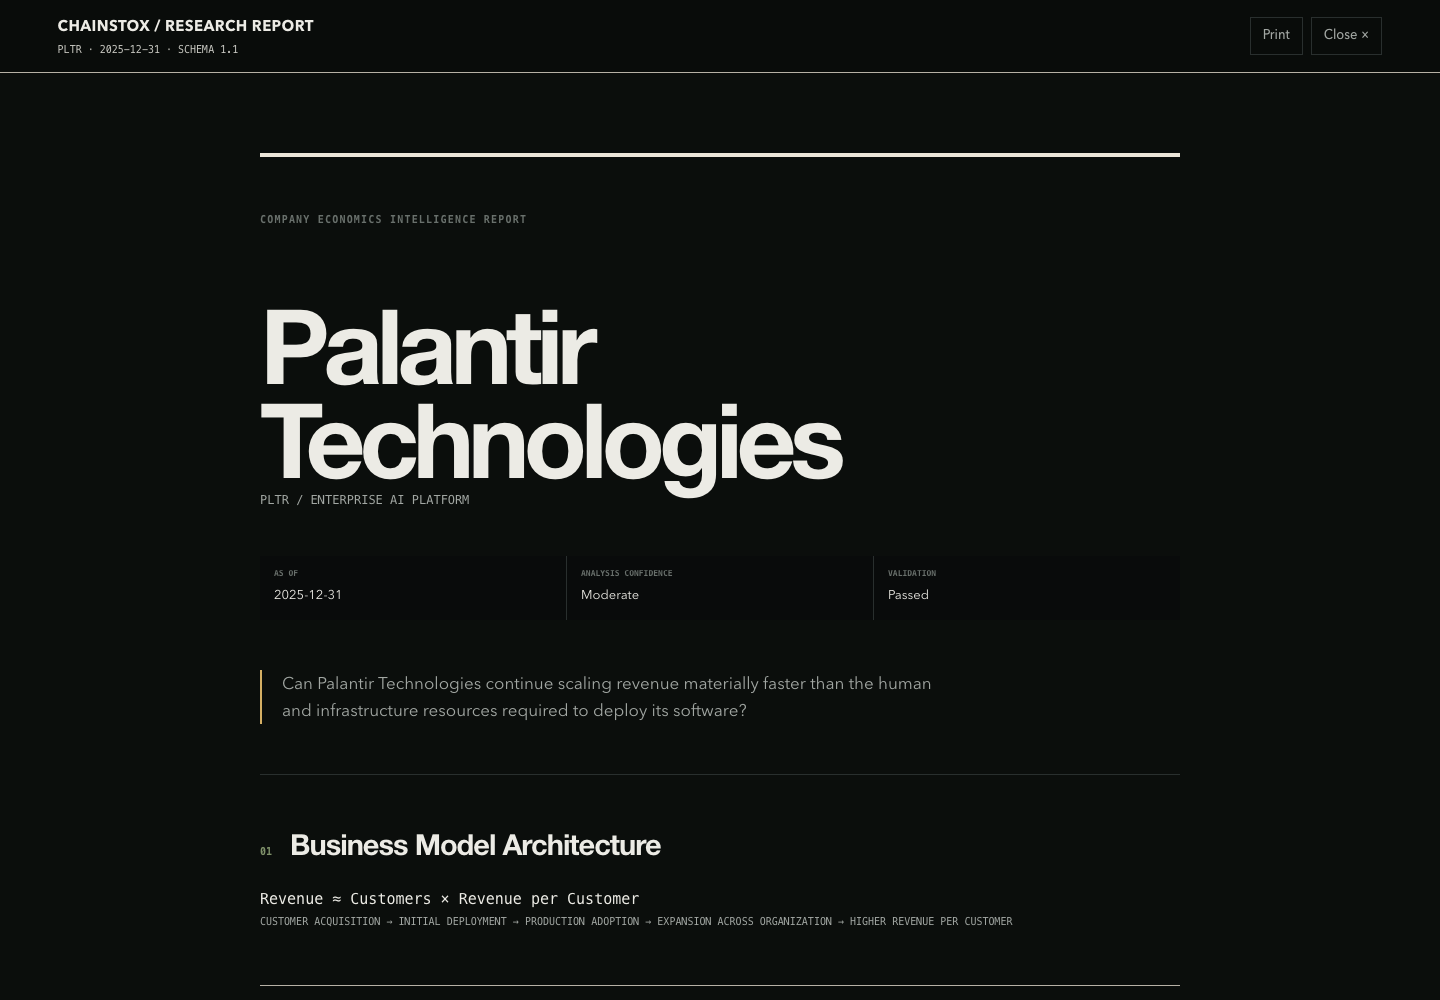 CHAINSTOX / RESEARCH REPORT
PLTR · 2025-12-31 · SCHEMA 1.1
Print
Close ×
COMPANY ECONOMICS INTELLIGENCE REPORT
Palantir
Technologies
PLTR / ENTERPRISE AI PLATFORM
AS OF
2025-12-31
ANALYSIS CONFIDENCE
Moderate
VALIDATION
Passed
Can Palantir Technologies continue scaling revenue materially faster than the human
and infrastructure resources required to deploy its software?
01 Business Model Architecture
Revenue ≈ Customers × Revenue per Customer
CUSTOMER ACQUISITION → INITIAL DEPLOYMENT → PRODUCTION ADOPTION → EXPANSION ACROSS ORGANIZATION → HIGHER REVENUE PER CUSTOMER